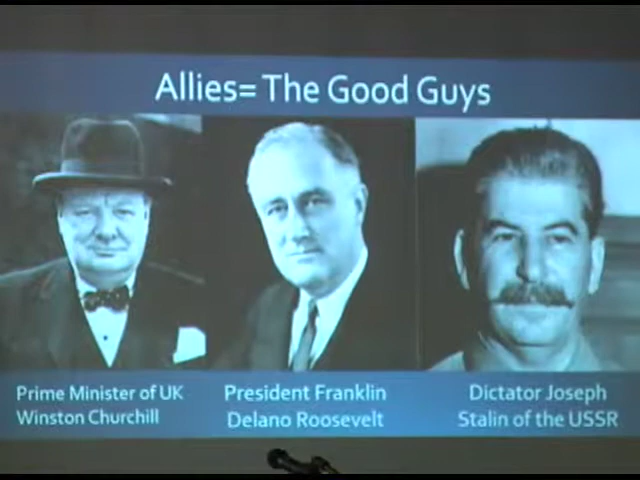 Allies= The Good Guys
Prime Minister of UK
Winston Churchill
President Franklin
Delano Roosevelt
Dictator Joseph
Stalin of the USSR